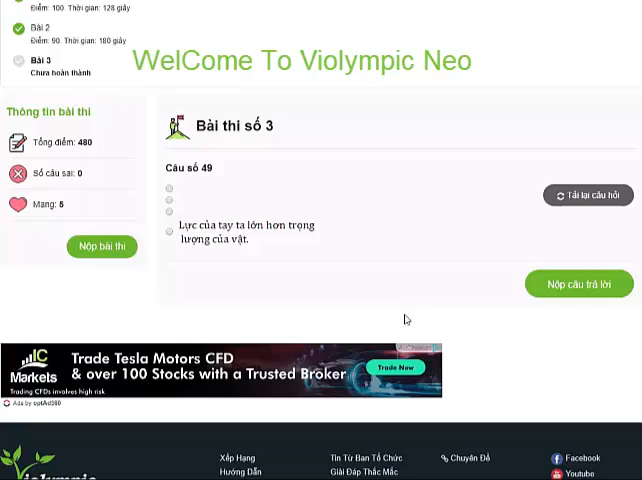 Điểm: 100. Thời gian: 128 giây
Bài 2
Điểm: 90. Thời gian: 180 giây
Bài 3
Chưa hoàn thành
WelCome To Violympic Neo
Thông tin bài thi
Tổng điểm: 480
Số câu sai: 0
Mạng: 5
Nộp bài thi
Bài thi số 3
Câu số 49
Tải lại câu hỏi
Lực của tay ta lớn hơn trọng
lượng của vật.
Nộp câu trả lời
IC
Markets
Trading CFDs involves high risk
Trade Tesla Motors CFD
& over 100 Stocks with a Trusted Broker
AdChoices
Trade Now
Ads by optAd360
Xếp Hạng
Hướng Dẫn
Tin Từ Ban Tổ Chức
Giải Đáp Thắc Mắc
Chuyên Đề
Facebook
Youtube